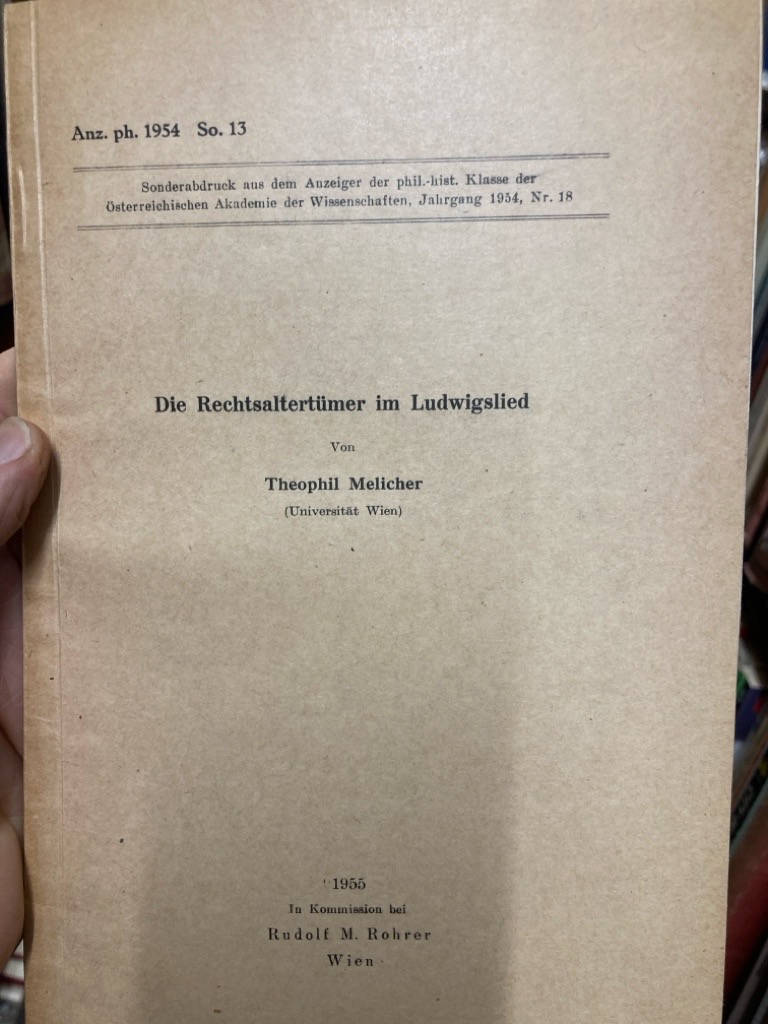 Anz. ph. 1954 So. 13
Sonderabdruck aus dem Anzeiger der phil.-hist. Klasse der
Österreichischen Akademie der Wissenschaften, Jahrgang 1954, Nr. 18
Die Rechtsaltertümer im Ludwigslied
Von
Theophil Melicher
(Universität Wien)
1955
In Kommission bei
Rudolf M. Rohrer
Wien